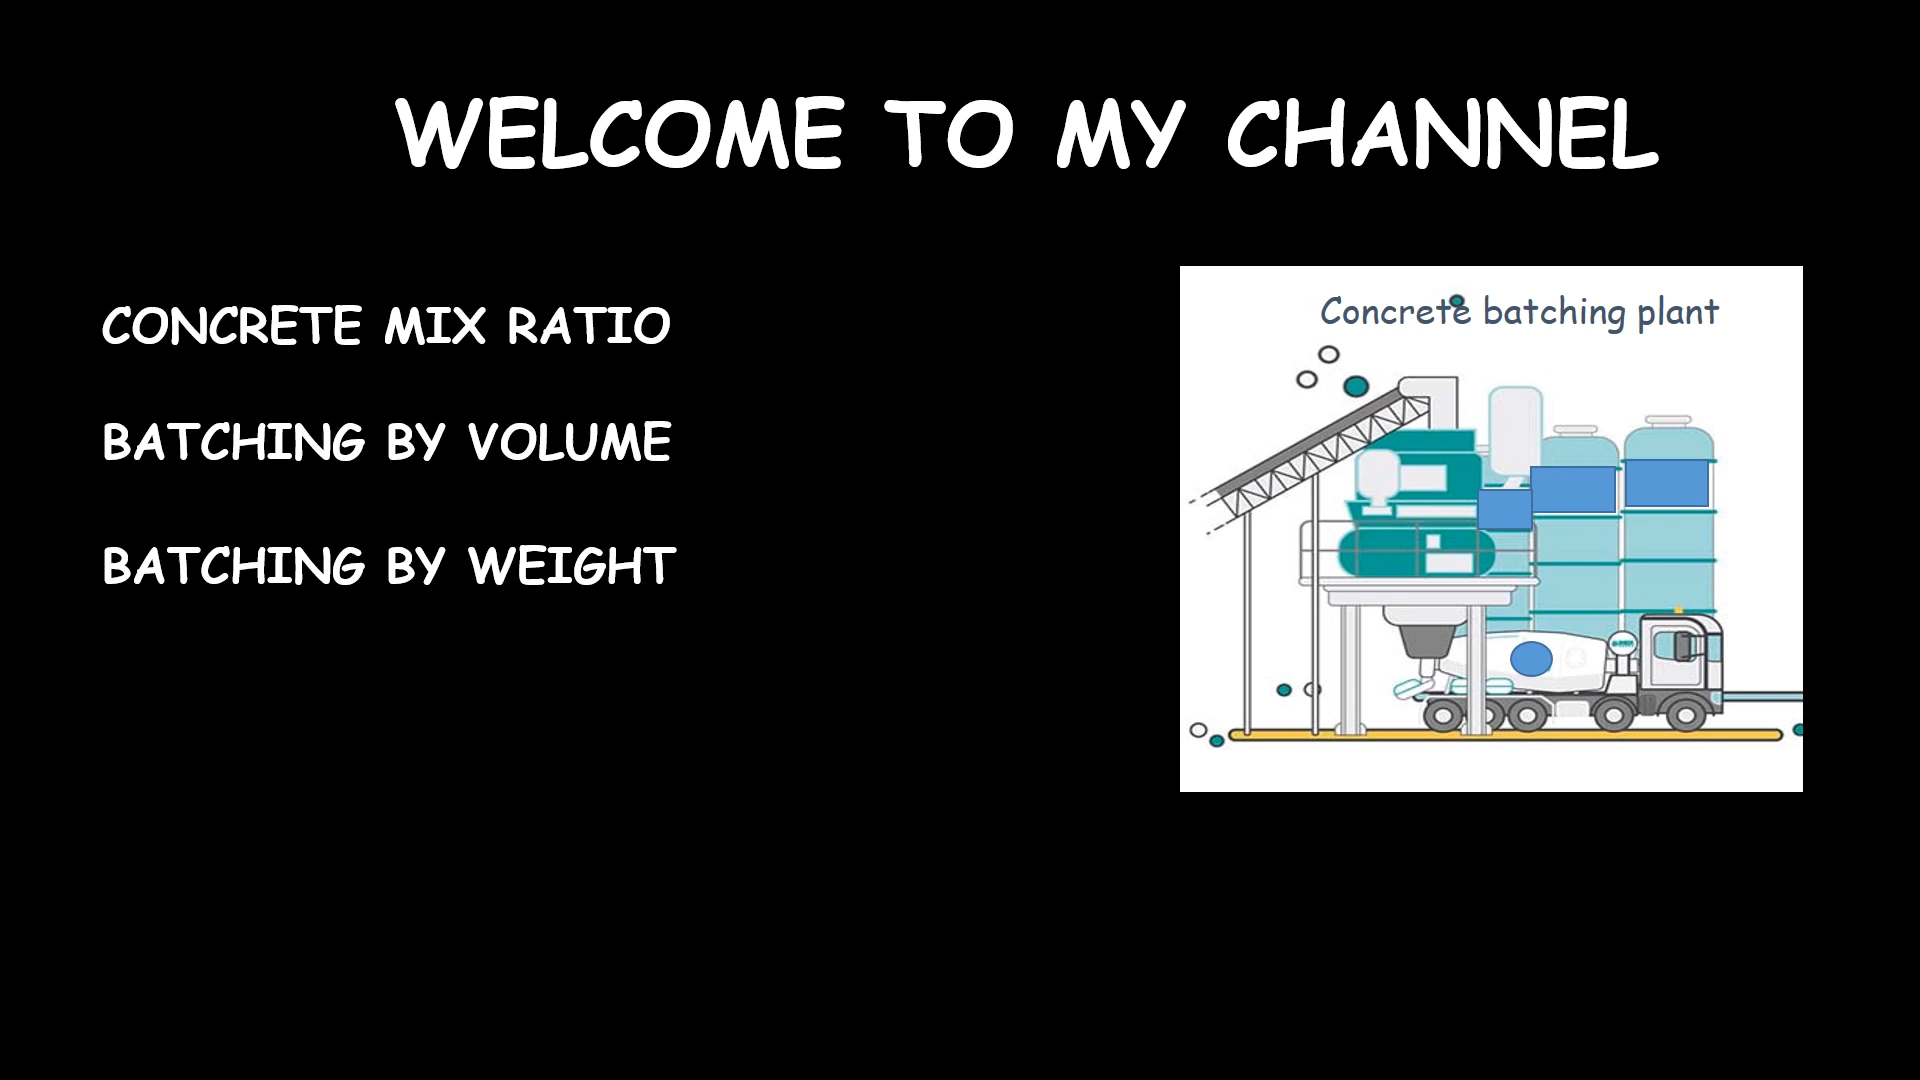 WELCOME TO MY CHANNEL
CONCRETE MIX RATIO
BATCHING BY VOLUME
BATCHING BY WEIGHT
Concrete batching plant